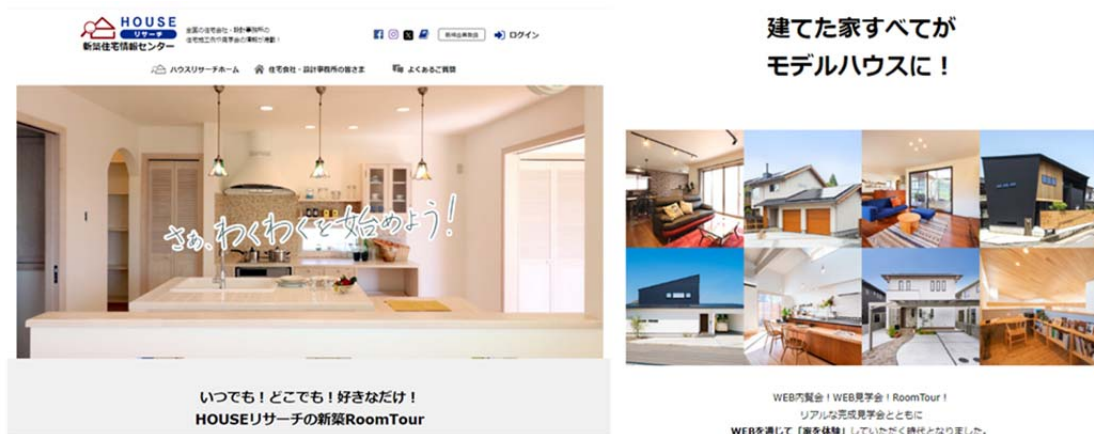 HOUSE
リサーチ
新築住宅情報センター
全国の住宅会社・設計事務所の
住宅施工例や見学会の情報が満載！
新規会員登録
ログイン
ハウスリサーチホーム
住宅会社・設計事務所の皆さま
よくあるご質問
さあ、わくわくを始めよう！
いつでも！どこでも！好きなだけ！
HOUSEリサーチの新築RoomTour
建てた家すべてが
モデルハウスに！
WEB内覧会！WEB見学会！RoomTour！
リアルな完成見学会とともに
WEBを通じて「家を体験」していただく時代となりました。